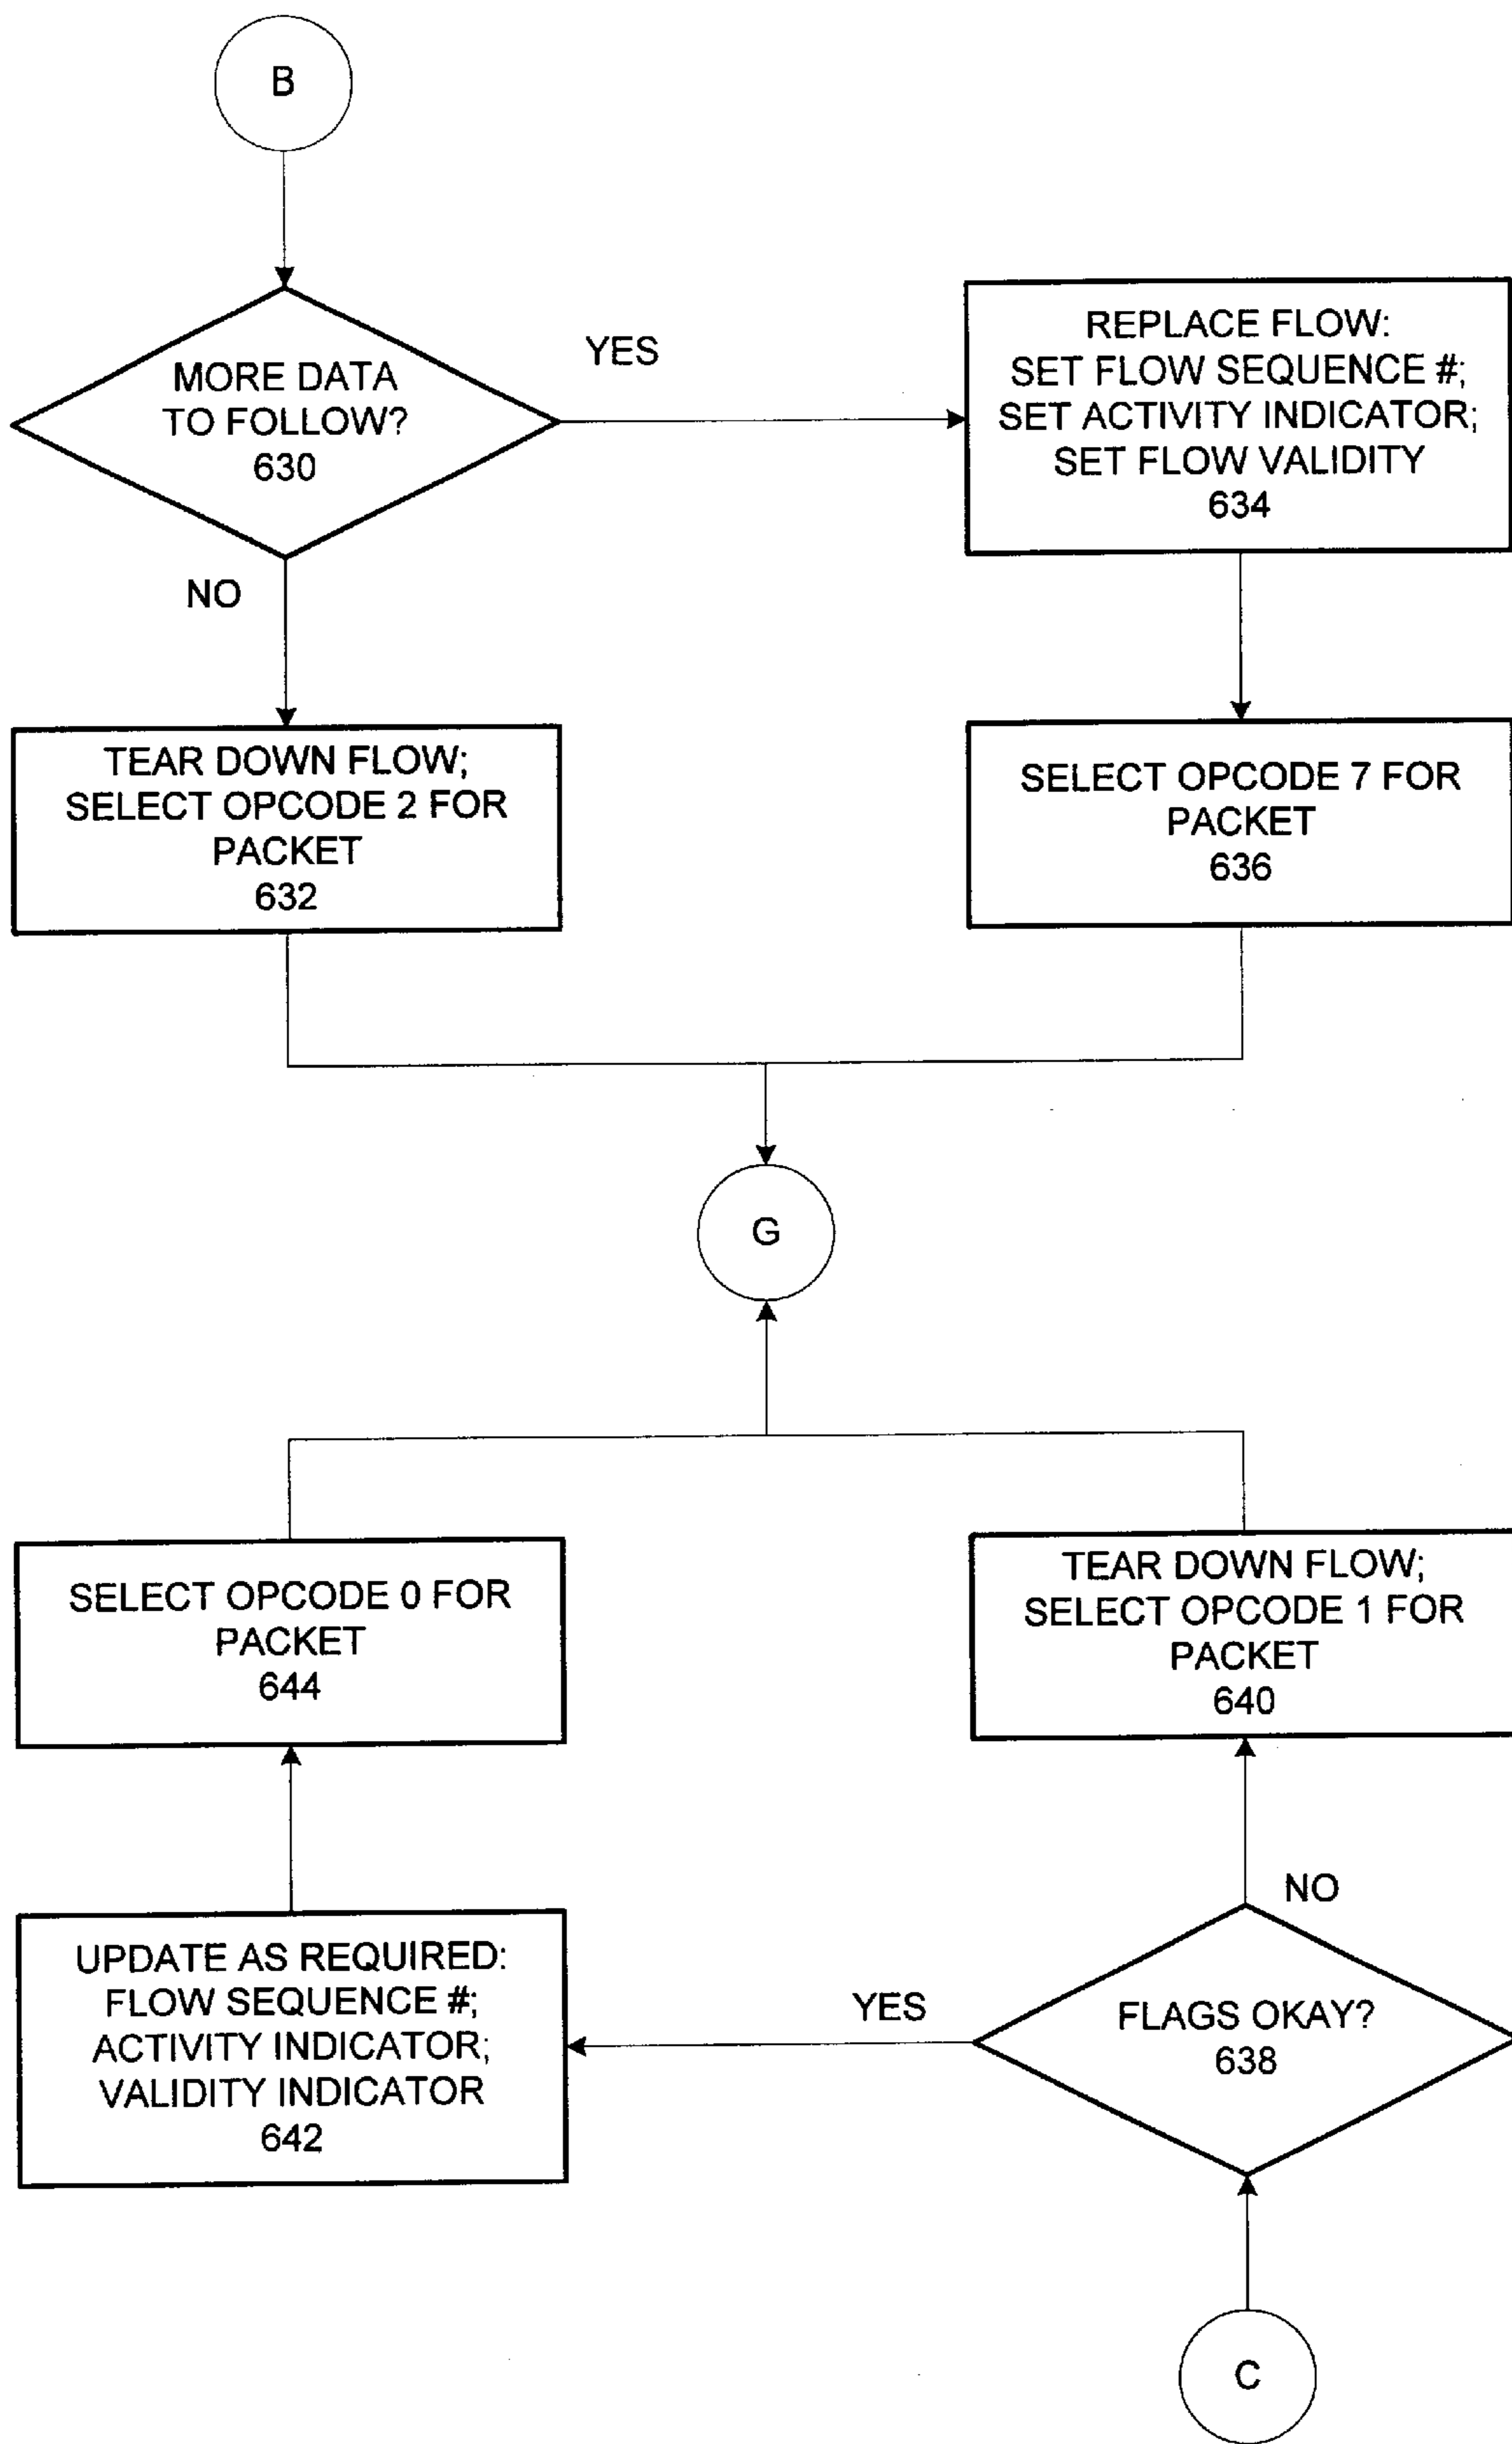 B
MORE DATA
TO FOLLOW?
630
YES
REPLACE FLOW:
SET FLOW SEQUENCE #;
SET ACTIVITY INDICATOR;
SET FLOW VALIDITY
634
NO
TEAR DOWN FLOW;
SELECT OPCODE 2 FOR
PACKET
632
SELECT OPCODE 7 FOR
PACKET
636
G
SELECT OPCODE 0 FOR
PACKET
644
TEAR DOWN FLOW;
SELECT OPCODE 1 FOR
PACKET
640
NO
UPDATE AS REQUIRED:
FLOW SEQUENCE #;
ACTIVITY INDICATOR;
VALIDITY INDICATOR
642
YES
FLAGS OKAY?
638
C